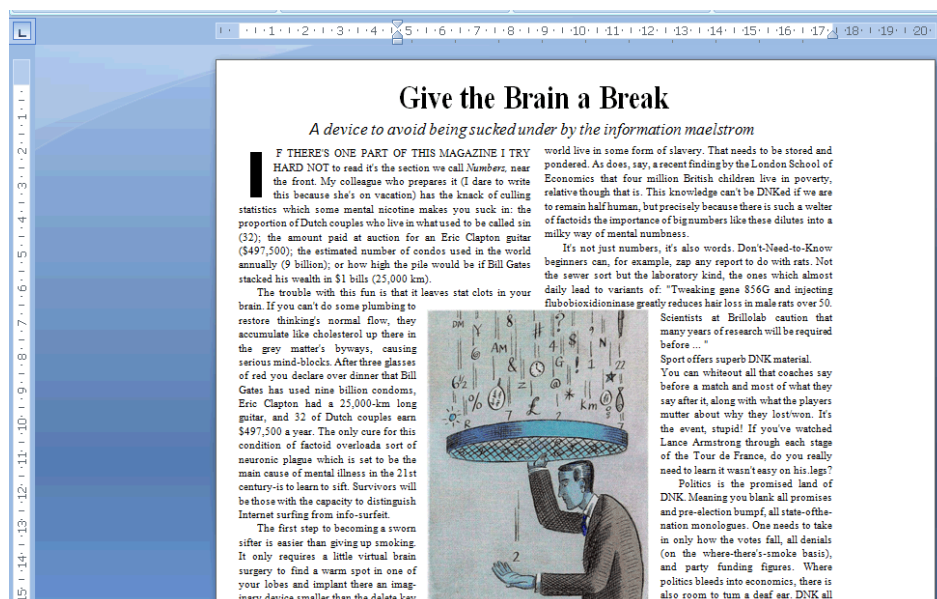 Give the Brain a Break
A device to avoid being sucked under by the information maelstrom
IF THERE'S ONE PART OF THIS MAGAZINE I TRY
HARD NOT to read it's the section we call Numbers, near
the front. My colleague who prepares it (I dare to write
this because she's on vacation) has the knack of culling
statistics which some mental nicotine makes you suck in: the
proportion of Dutch couples who live in what used to be called sin
(32); the amount paid at auction for an Eric Clapton guitar
($497,500); the estimated number of condos used in the world
annually (9 billion); or how high the pile would be if Bill Gates
stacked his wealth in $1 bills (25,000 km).
The trouble with this fun is that it leaves stat clots in your
brain. If you can't do some plumbing to
restore thinking's normal flow, they
accumulate like cholesterol up there in
the grey matter's byways, causing
serious mind-blocks. After three glasses
of red you declare over dinner that Bill
Gates has used nine billion condoms,
Eric Clapton had a 25,000-km long
guitar, and 32 of Dutch couples earn
$497,500 a year. The only cure for this
condition of factoid overloada sort of
neuronic plague which is set to be the
main cause of mental illness in the 21st
century-is to learn to sift. Survivors will
be those with the capacity to distinguish
Internet surfing from info-surfeit.
The first step to becoming a sworn
sifter is easier than giving up smoking.
It only requires a little virtual brain
surgery to find a warm spot in one of
your lobes and implant there an imag-
inary device smaller than the delete key
world live in some form of slavery. That needs to be stored and
pondered. As does, say, a recent finding by the London School of
Economics that four million British children live in poverty,
relative though that is. This knowledge can't be DNKed if we are
to remain half human, but precisely because there is such a welter
of factoids the importance of big numbers like these dilutes into a
milky way of mental numbness.
It's not just numbers, it's also words. Don't-Need-to-Know
beginners can, for example, zap any report to do with rats. Not
the sewer sort but the laboratory kind, the ones which almost
daily lead to variants of: "Tweaking gene 856G and injecting
flubobioxidioninase greatly reduces hair loss in male rats over 50.
Scientists at Brillolab caution that
many years of research will be required
before ... "
Sport offers superb DNK material.
You can whiteout all that coaches say
before a match and most of what they
say after it, along with what the players
mutter about why they lost/won. It's
the event, stupid! If you've watched
Lance Armstrong through each stage
of the Tour de France, do you really
need to learn it wasn't easy on his.legs?
Politics is the promised land of
DNK. Meaning you blank all promises
and pre-election bumpf, all state-ofthe-
nation monologues. One needs to take
in only how the votes fall, all denials
(on the where-there's-smoke basis),
and party funding figures. Where
politics bleeds into economics, there is
also room to tum a deaf ear. DNK all